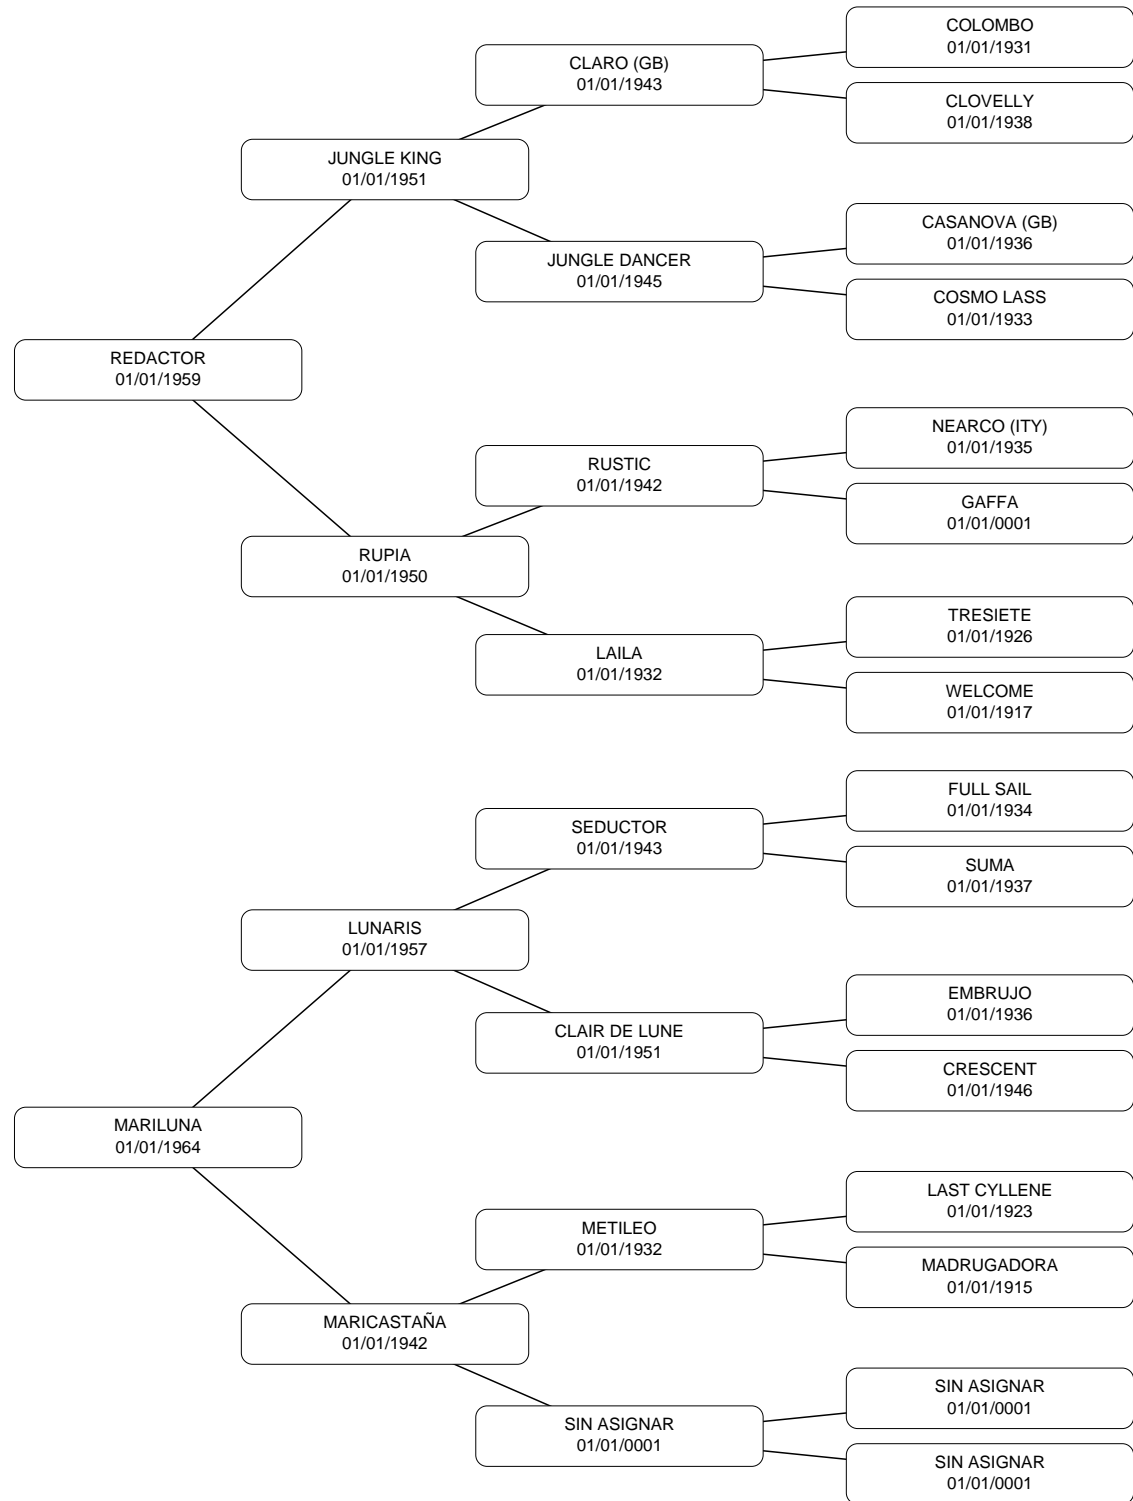 COLOMBO
01/01/1931
CLARO (GB)
01/01/1943
CLOVELLY
01/01/1938
JUNGLE KING
01/01/1951
CASANOVA (GB)
01/01/1936
JUNGLE DANCER
01/01/1945
COSMO LASS
01/01/1933
REDACTOR
01/01/1959
NEARCO (ITY)
01/01/1935
RUSTIC
01/01/1942
GAFFA
01/01/0001
RUPIA
01/01/1950
TRESIETE
01/01/1926
LAILA
01/01/1932
WELCOME
01/01/1917
FULL SAIL
01/01/1934
SEDUCTOR
01/01/1943
SUMA
01/01/1937
LUNARIS
01/01/1957
EMBRUJO
01/01/1936
CLAIR DE LUNE
01/01/1951
CRESCENT
01/01/1946
MARILUNA
01/01/1964
LAST CYLLENE
01/01/1923
METILEO
01/01/1932
MADRUGADORA
01/01/1915
MARICASTAÑA
01/01/1942
SIN ASIGNAR
01/01/0001
SIN ASIGNAR
01/01/0001
SIN ASIGNAR
01/01/0001